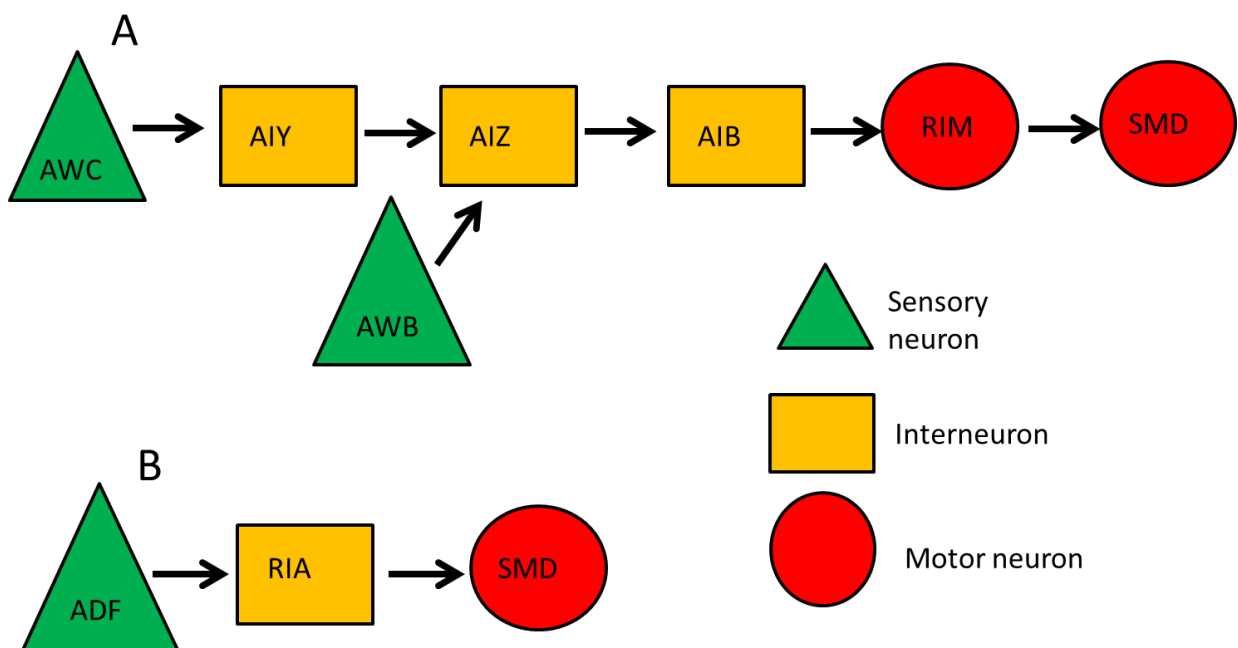 A
AWC
AIY
AIZ
AIB
RIM
SMD
AWB
Sensory
neuron
Interneuron
Motor neuron
B
ADF
RIA
SMD